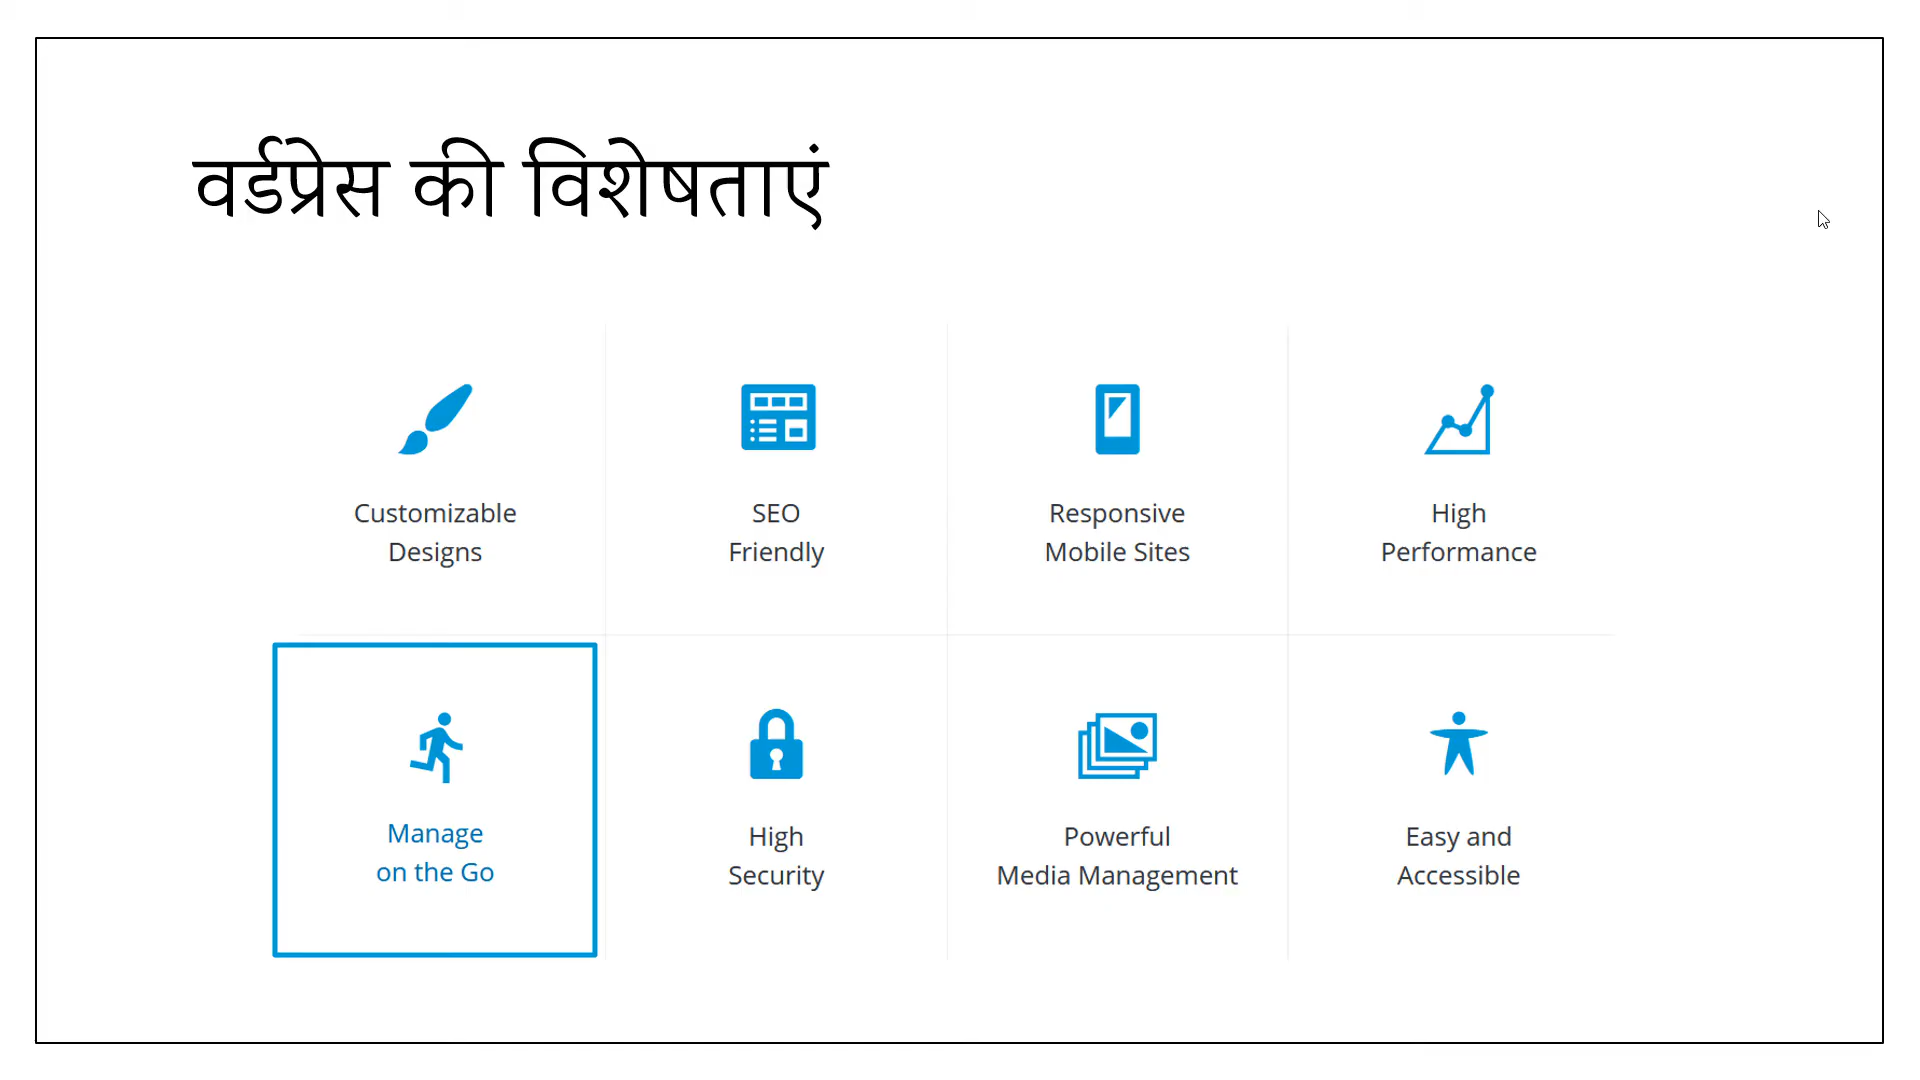 वर्डप्रेस की विशेषताएं
Customizable
Designs
SEO
Friendly
Responsive
Mobile Sites
High
Performance
Manage
on the Go
High
Security
Powerful
Media Management
Easy and
Accessible